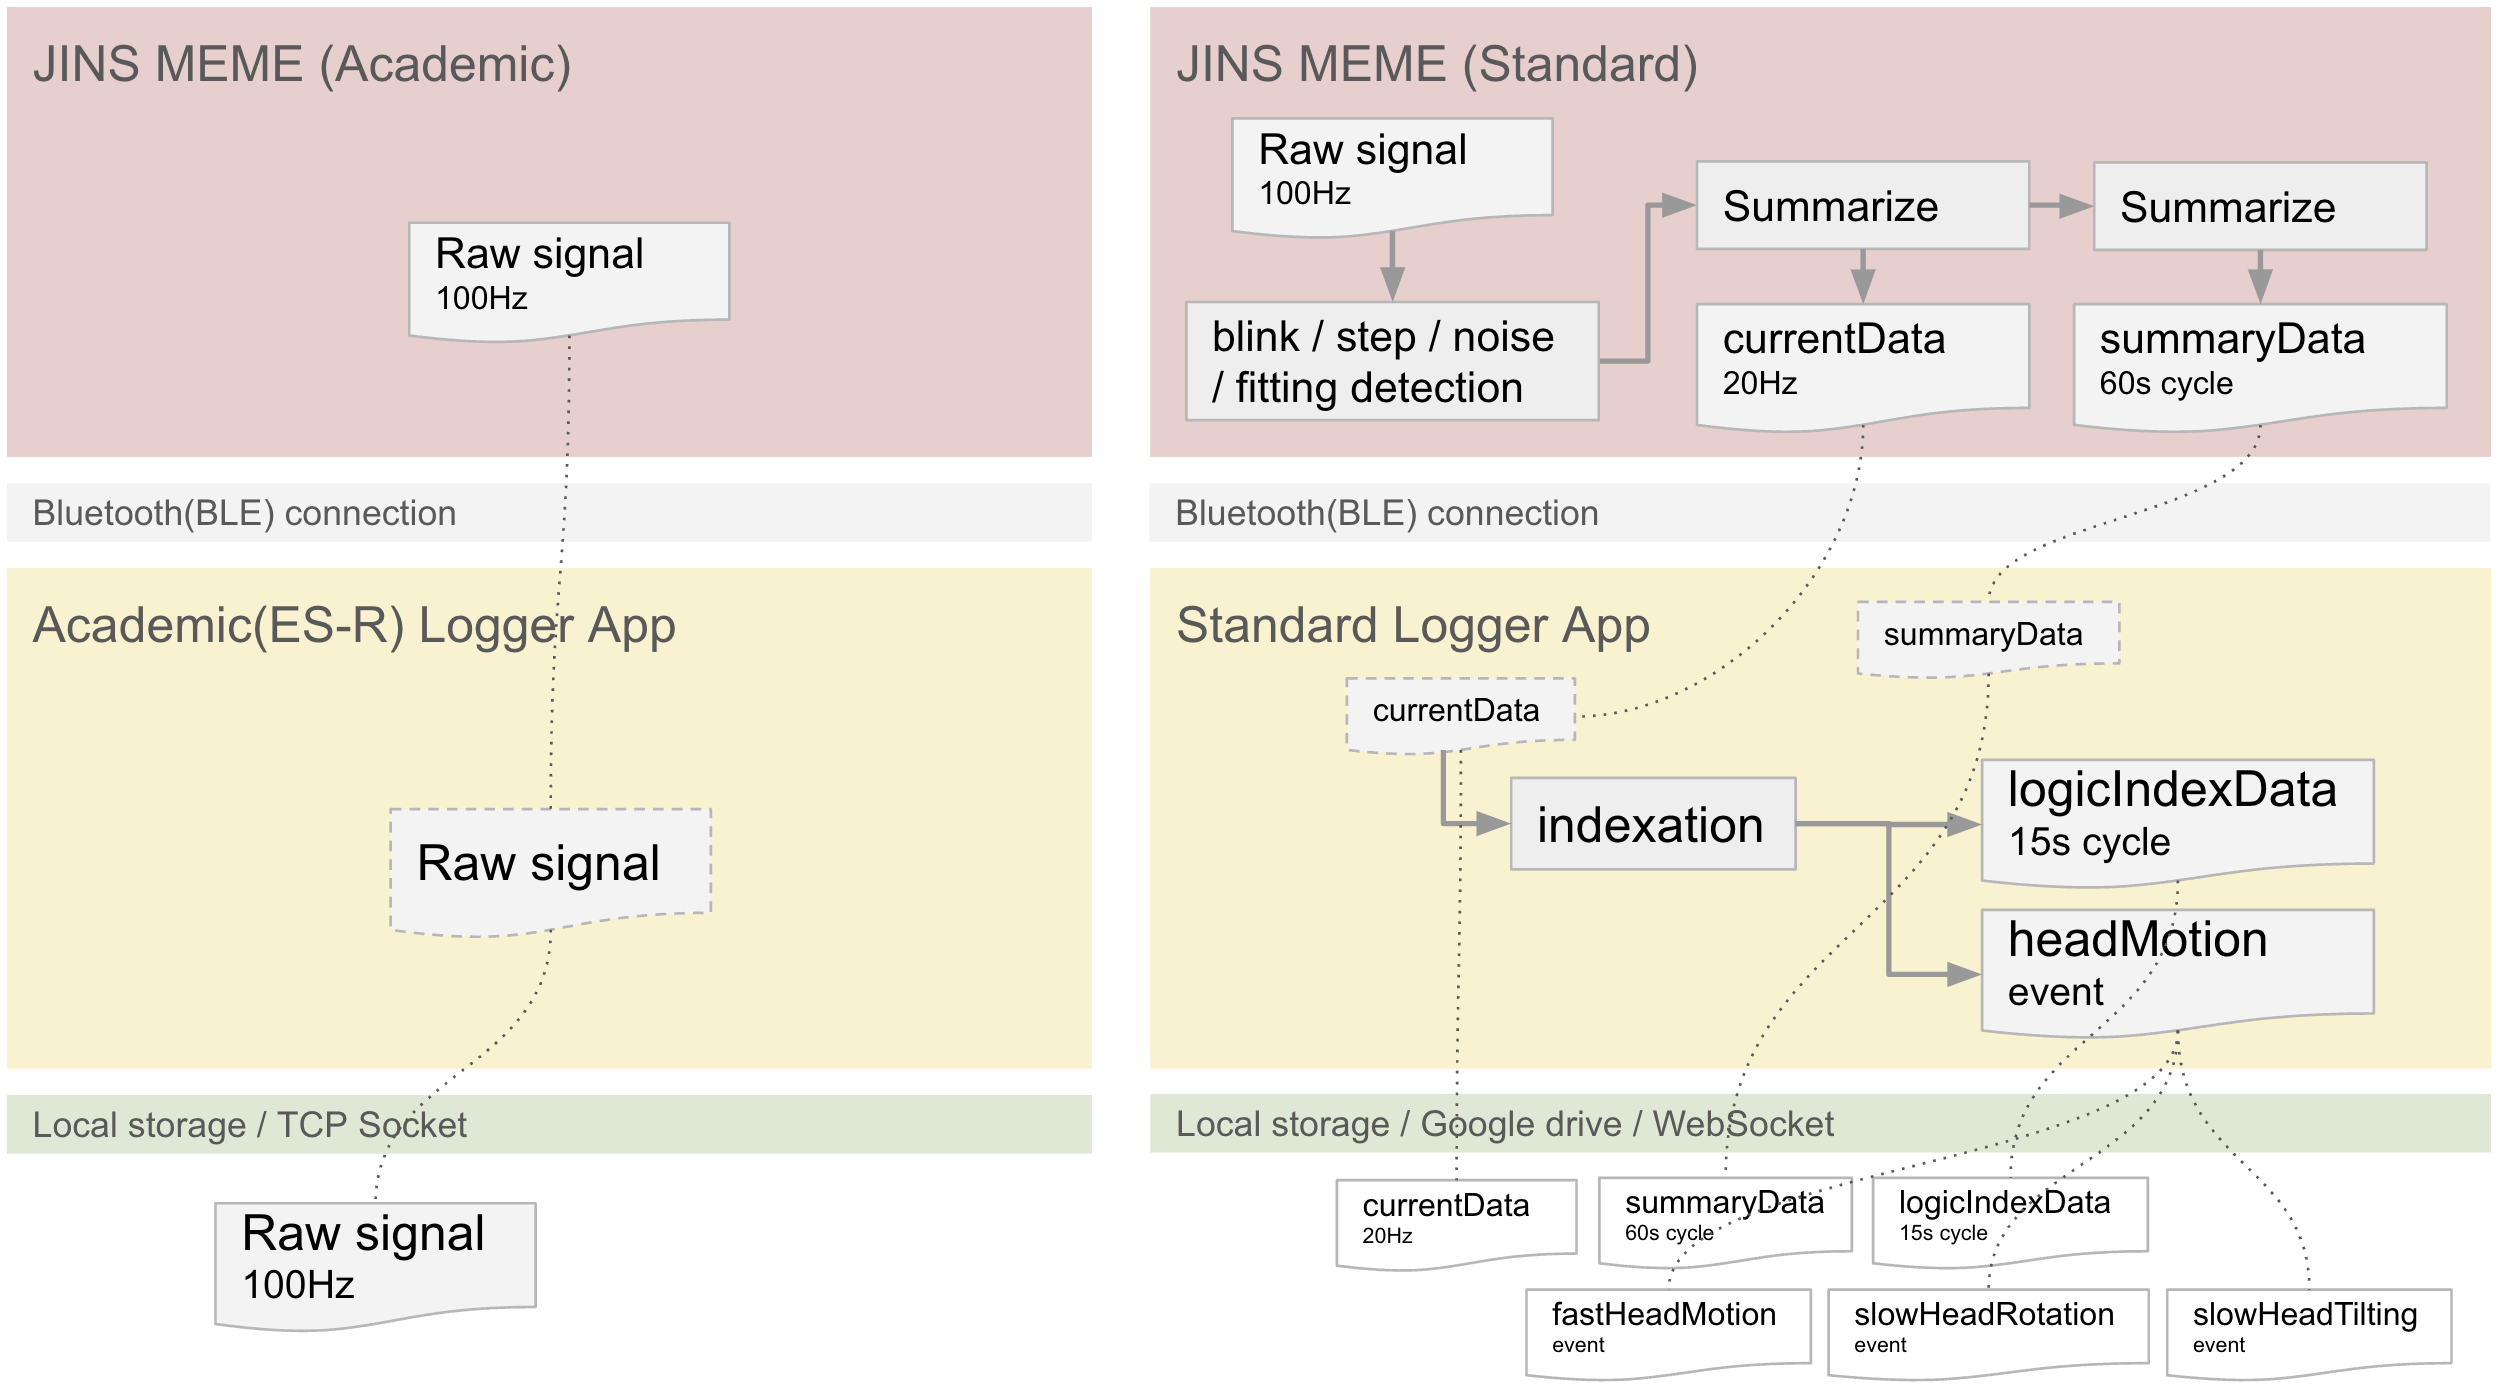 JINS MEME (Academic)
Raw signal
100Hz
Bluetooth(BLE) connection
Academic(ES-R) Logger App
Raw signal
Local storage / TCP Socket
Raw signal
100Hz
JINS MEME (Standard)
Raw signal
100Hz
blink / step / noise
/ fitting detection
Summarize
Summarize
currentData
20Hz
summaryData
60s cycle
Bluetooth(BLE) connection
Standard Logger App
summaryData
currentData
indexation
logicIndexData
15s cycle
headMotion
event
Local storage / Google drive / WebSocket
currentData
20Hz
summaryData
60s cycle
logicIndexData
15s cycle
fastHeadMotion
event
slowHeadRotation
event
slowHeadTilting
event